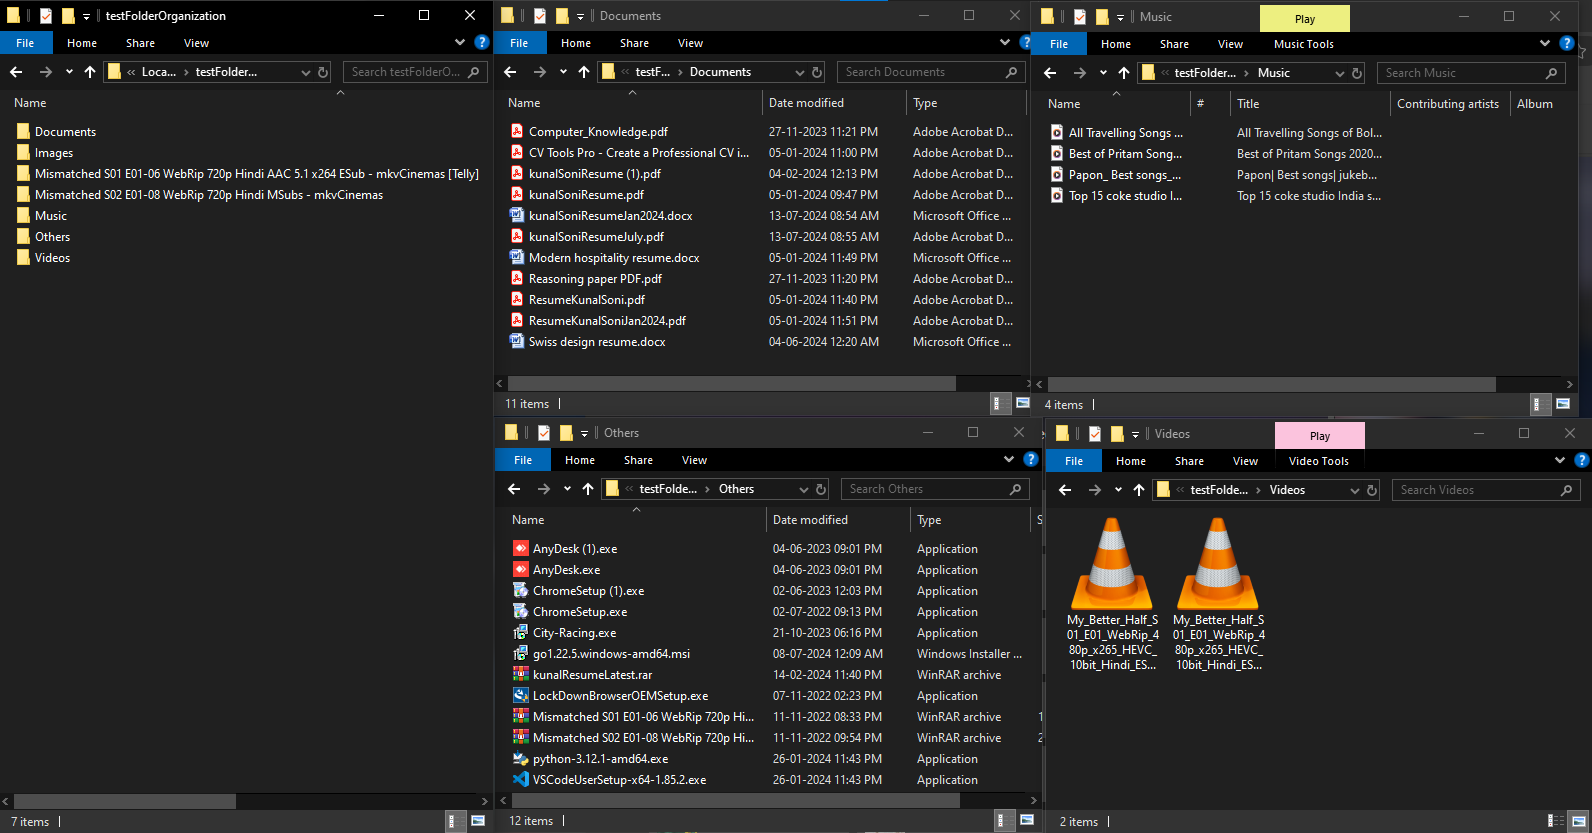 testFolderOrganization
File Home Share View
Loca... testFolder...
Search testFolderO...
Name
Documents
Images
Mismatched S01 E01-06 WebRip 720p Hindi AAC 5.1 x264 ESub - mkvCinemas [Telly]
Mismatched S02 E01-08 WebRip 720p Hindi MSubs - mkvCinemas
Music
Others
Videos
7 items
Documents
File Home Share View
testF... Documents
Search Documents
Name Date modified Type
Computer_Knowledge.pdf 27-11-2023 11:21 PM Adobe Acrobat D...
CV Tools Pro - Create a Professional CV i... 05-01-2024 11:00 PM Adobe Acrobat D...
kunalSoniResume (1).pdf 04-02-2024 12:13 PM Adobe Acrobat D...
kunalSoniResume.pdf 05-01-2024 09:47 PM Adobe Acrobat D...
kunalSoniResumeJan2024.docx 13-07-2024 08:54 AM Microsoft Office ...
kunalSoniResumeJuly.pdf 13-07-2024 08:55 AM Adobe Acrobat D...
Modern hospitality resume.docx 05-01-2024 11:49 PM Microsoft Office ...
Reasoning paper PDF.pdf 27-11-2023 11:20 PM Adobe Acrobat D...
ResumeKunalSoni.pdf 05-01-2024 11:40 PM Adobe Acrobat D...
ResumeKunalSoniJan2024.pdf 05-01-2024 11:51 PM Adobe Acrobat D...
Swiss design resume.docx 04-06-2024 12:20 AM Microsoft Office ...
11 items
Music Play
File Home Share View Music Tools
testFolder... Music
Search Music
Name # Title Contributing artists Album
All Travelling Songs ... All Travelling Songs of Bol...
Best of Pritam Song... Best of Pritam Songs 2020...
Papon_ Best songs_... Papon| Best songs| jukeb...
Top 15 coke studio I... Top 15 coke studio India s...
4 items
Others
File Home Share View
testFolde... Others
Search Others
Name Date modified Type S
AnyDesk (1).exe 04-06-2023 09:01 PM Application
AnyDesk.exe 04-06-2023 09:01 PM Application
ChromeSetup (1).exe 02-06-2023 12:03 PM Application
ChromeSetup.exe 02-07-2022 09:13 PM Application
City-Racing.exe 21-10-2023 06:16 PM Application
go1.22.5.windows-amd64.msi 08-07-2024 12:09 AM Windows Installer ...
kunalResumeLatest.rar 14-02-2024 11:40 PM WinRAR archive
LockDownBrowserOEMSetup.exe 07-11-2022 02:23 PM Application
Mismatched S01 E01-06 WebRip 720p Hi... 11-11-2022 08:33 PM WinRAR archive 1
Mismatched S02 E01-08 WebRip 720p Hi... 11-11-2022 09:54 PM WinRAR archive 2
python-3.12.1-amd64.exe 26-01-2024 11:43 PM Application
VSCodeUserSetup-x64-1.85.2.exe 26-01-2024 11:43 PM Application
12 items
Videos Play
File Home Share View Video Tools
testFolde... Videos
Search Videos
My_Better_Half_S
01_E01_WebRip_4
80p_x265_HEVC_
10bit_Hindi_ES...
My_Better_Half_S
01_E01_WebRip_4
80p_x265_HEVC_
10bit_Hindi_ES...
2 items